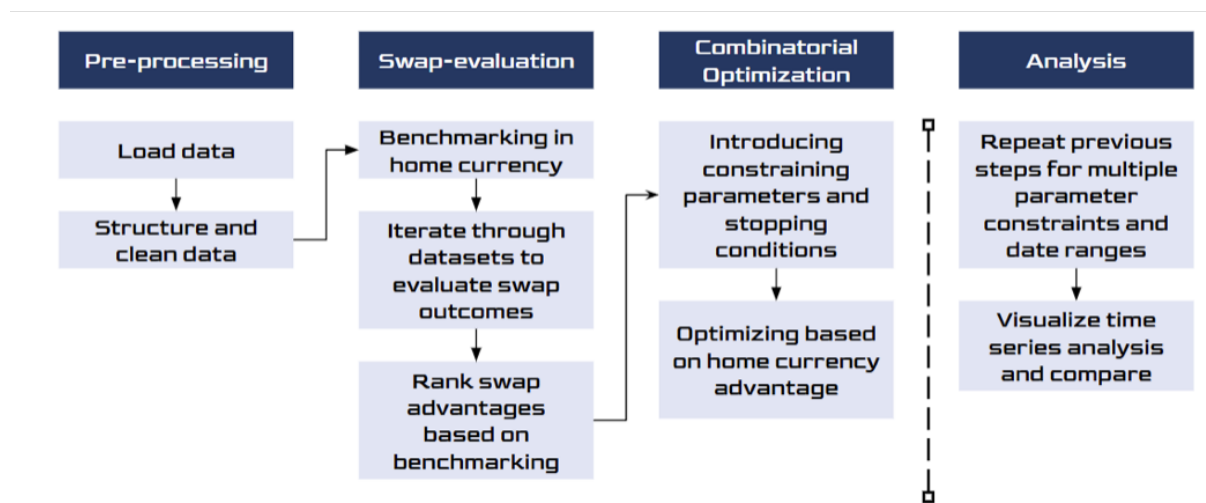 Pre-processing
Load data
Structure and
clean data
Swap-evaluation
Benchmarking in
home currency
Iterate through
datasets to
evaluate swap
outcomes
Rank swap
advantages
based on
benchmarking
Combinatorial
Optimization
Introducing
constraining
parameters and
stopping
conditions
Optimizing based
on home currency
advantage
Analysis
Repeat previous
steps for multiple
parameter
constraints and
date ranges
Visualize time
series analysis
and compare